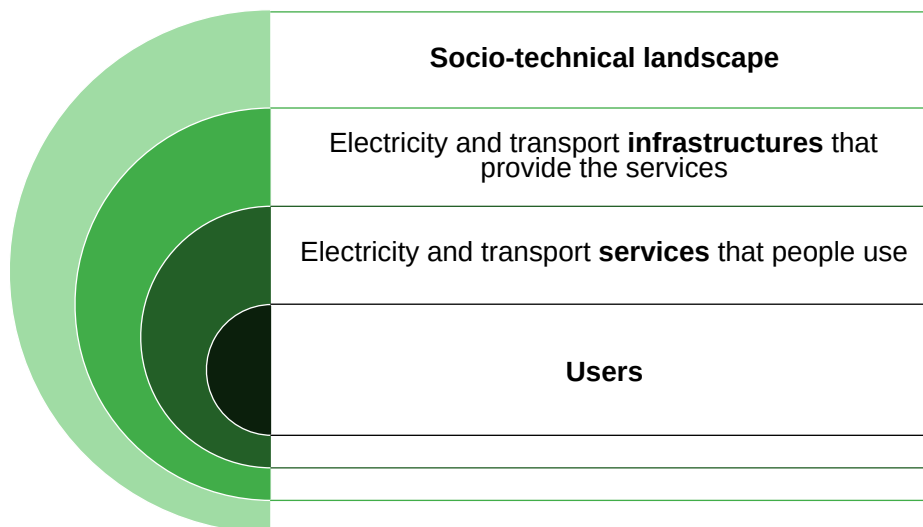 Socio-technical landscape
Electricity and transport infrastructures that
provide the services
Electricity and transport services that people use
Users